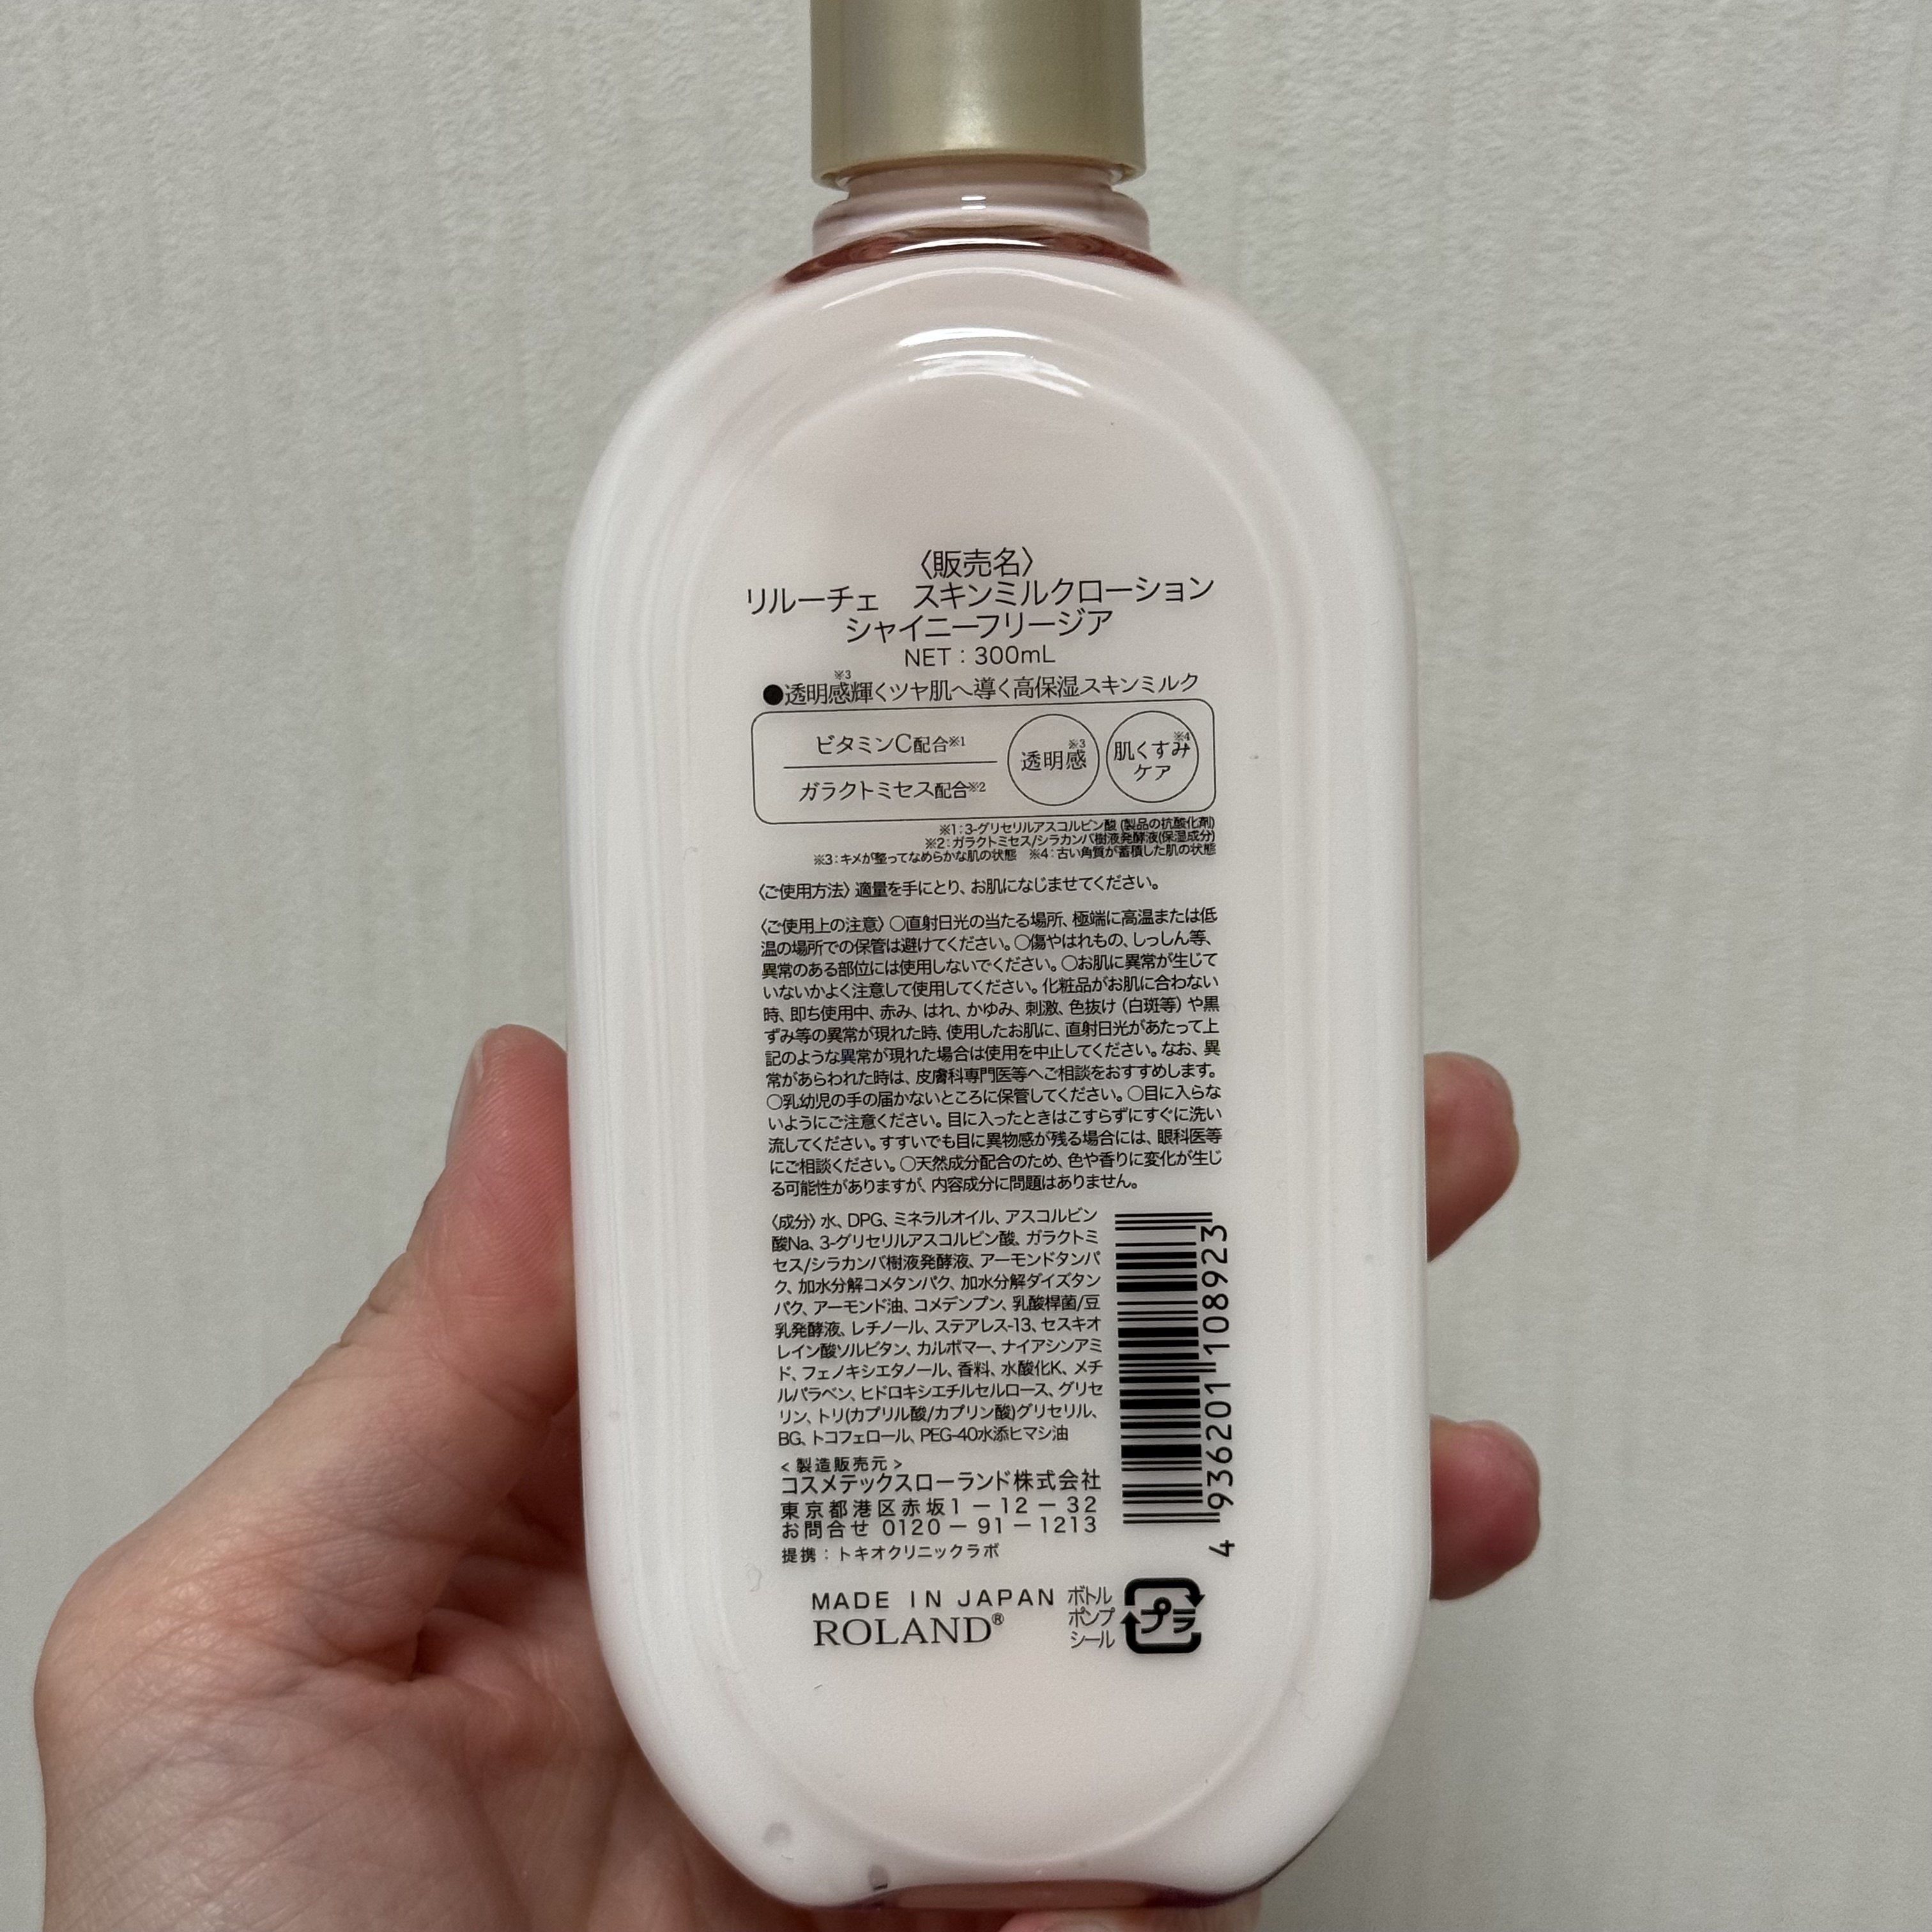 〈販売名〉
リルーチェ　スキンミルクローション
シャイニーフリージア
NET：300mL
●透明感※3輝くツヤ肌へ導く高保湿スキンミルク
ビタミンC配合※1
ガラクトミセス配合※2
透明感※3
肌くすみ※4
ケア
※1：3-グリセリルアスコルビン酸 (製品の抗酸化剤)
※2：ガラクトミセス/シラカンバ樹液発酵液(保湿成分)
※3：キメが整ってなめらかな肌の状態　※4：古い角質が蓄積した肌の状態
〈ご使用方法〉適量を手にとり、お肌になじませてください。
〈ご使用上の注意〉○直射日光の当たる場所、極端に高温または低
温の場所での保管は避けてください。○傷やはれもの、しっしん等、
異常のある部位には使用しないでください。○お肌に異常が生じて
いないかよく注意して使用してください。化粧品がお肌に合わない
時、即ち使用中、赤み、はれ、かゆみ、刺激、色抜け（白斑等）や黒
ずみ等の異常が現れた時、使用したお肌に、直射日光があたって上
記のような異常が現れた場合は使用を中止してください。なお、異
常があらわれた時は、皮膚科専門医等へご相談をおすすめします。
○乳幼児の手の届かないところに保管してください。○目に入らな
いようにご注意ください。目に入ったときはこすらずにすぐに洗い
流してください。すすいでも目に異物感が残る場合には、眼科医等
にご相談ください。○天然成分配合のため、色や香りに変化が生じ
る可能性がありますが、内容成分に問題はありません。
〈成分〉水、DPG、ミネラルオイル、アスコルビン
酸Na、3-グリセリルアスコルビン酸、ガラクトミ
セス/シラカンバ樹液発酵液、アーモンドタンパ
ク、加水分解コメタンパク、加水分解ダイズタン
パク、アーモンド油、コメデンプン、乳酸桿菌/豆
乳発酵液、レチノール、ステアレス-13、セスキオ
レイン酸ソルビタン、カルボマー、ナイアシンアミ
ド、フェノキシエタノール、香料、水酸化K、メチ
ルパラベン、ヒドロキシエチルセルロース、グリセ
リン、トリ(カプリル酸/カプリン酸)グリセリル、
BG、トコフェロール、PEG-40水添ヒマシ油
4 936201 108923
＜製造販売元＞
コスメテックスローランド株式会社
東京都港区赤坂1－12－32
お問合せ 0120－91－1213
提携：トキオクリニックラボ
MADE IN JAPAN
ROLAND®
ボトル
ポンプ
シール
プラ